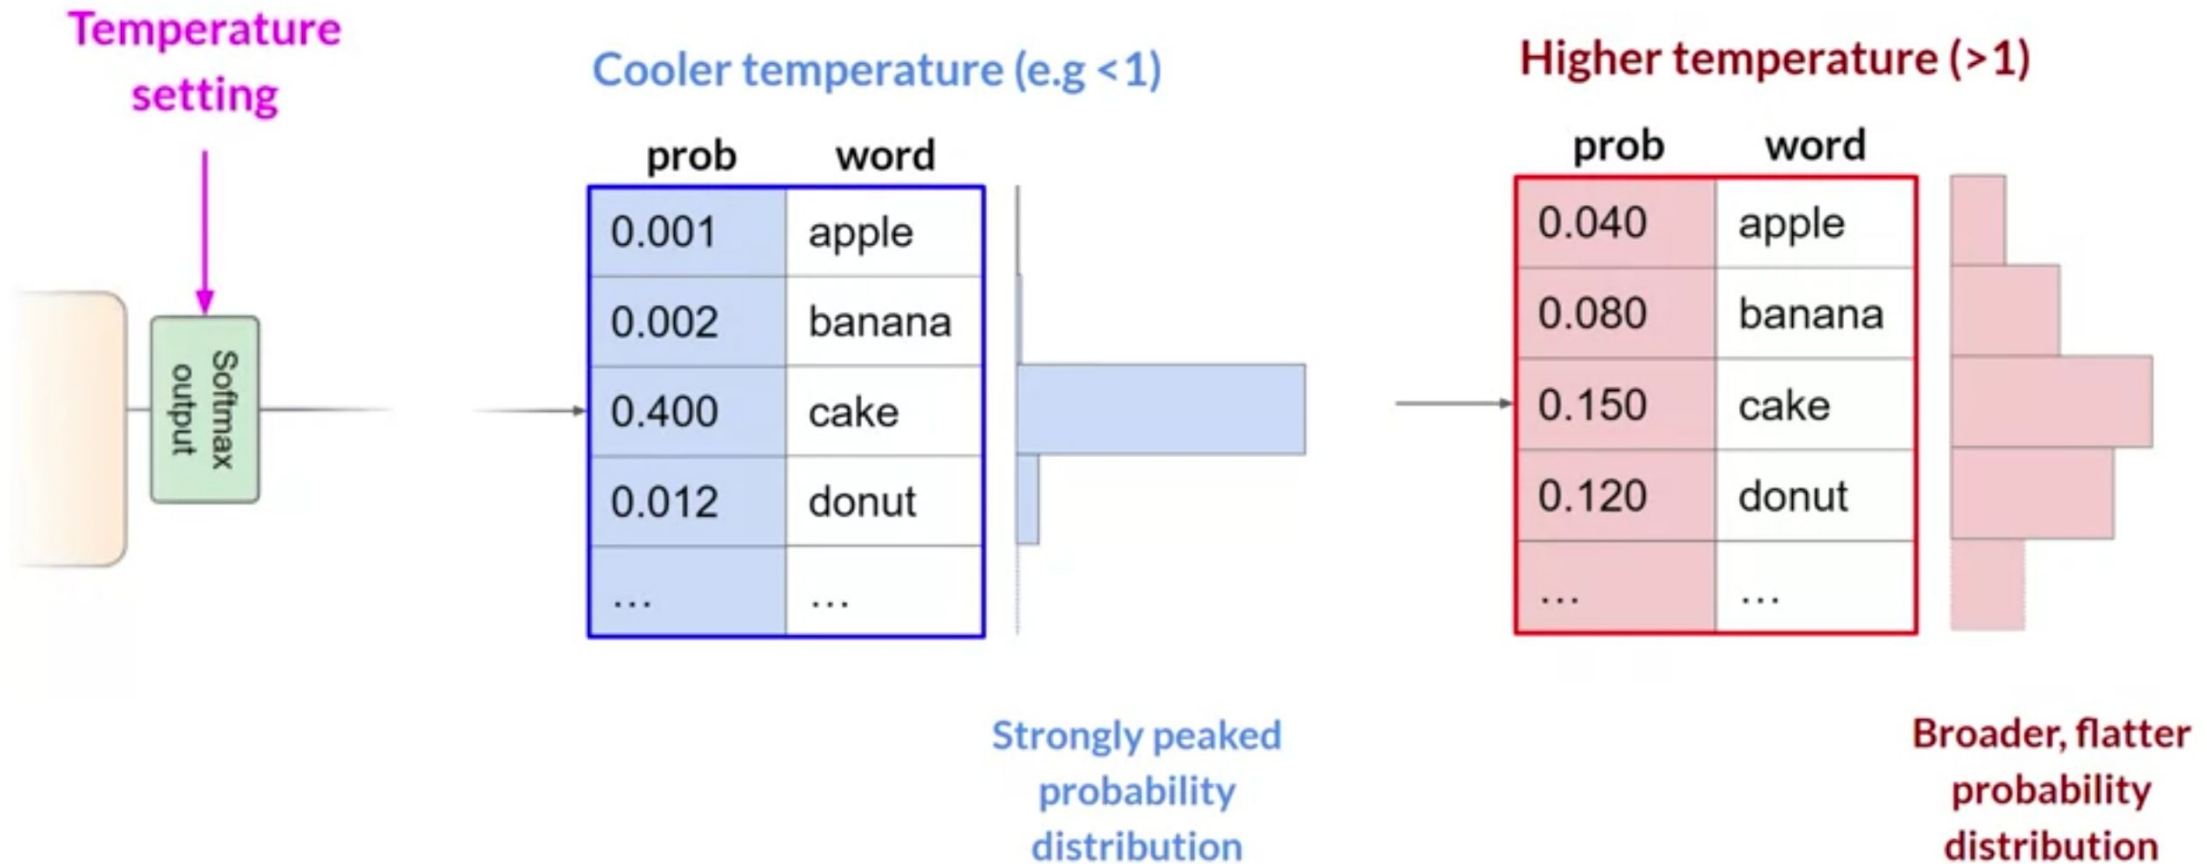 Temperature
setting
Softmax
output
Cooler temperature (e.g <1)
prob word
0.001 apple
0.002 banana
0.400 cake
0.012 donut
... ...
Strongly peaked
probability
distribution
Higher temperature (>1)
prob word
0.040 apple
0.080 banana
0.150 cake
0.120 donut
... ...
Broader, flatter
probability
distribution